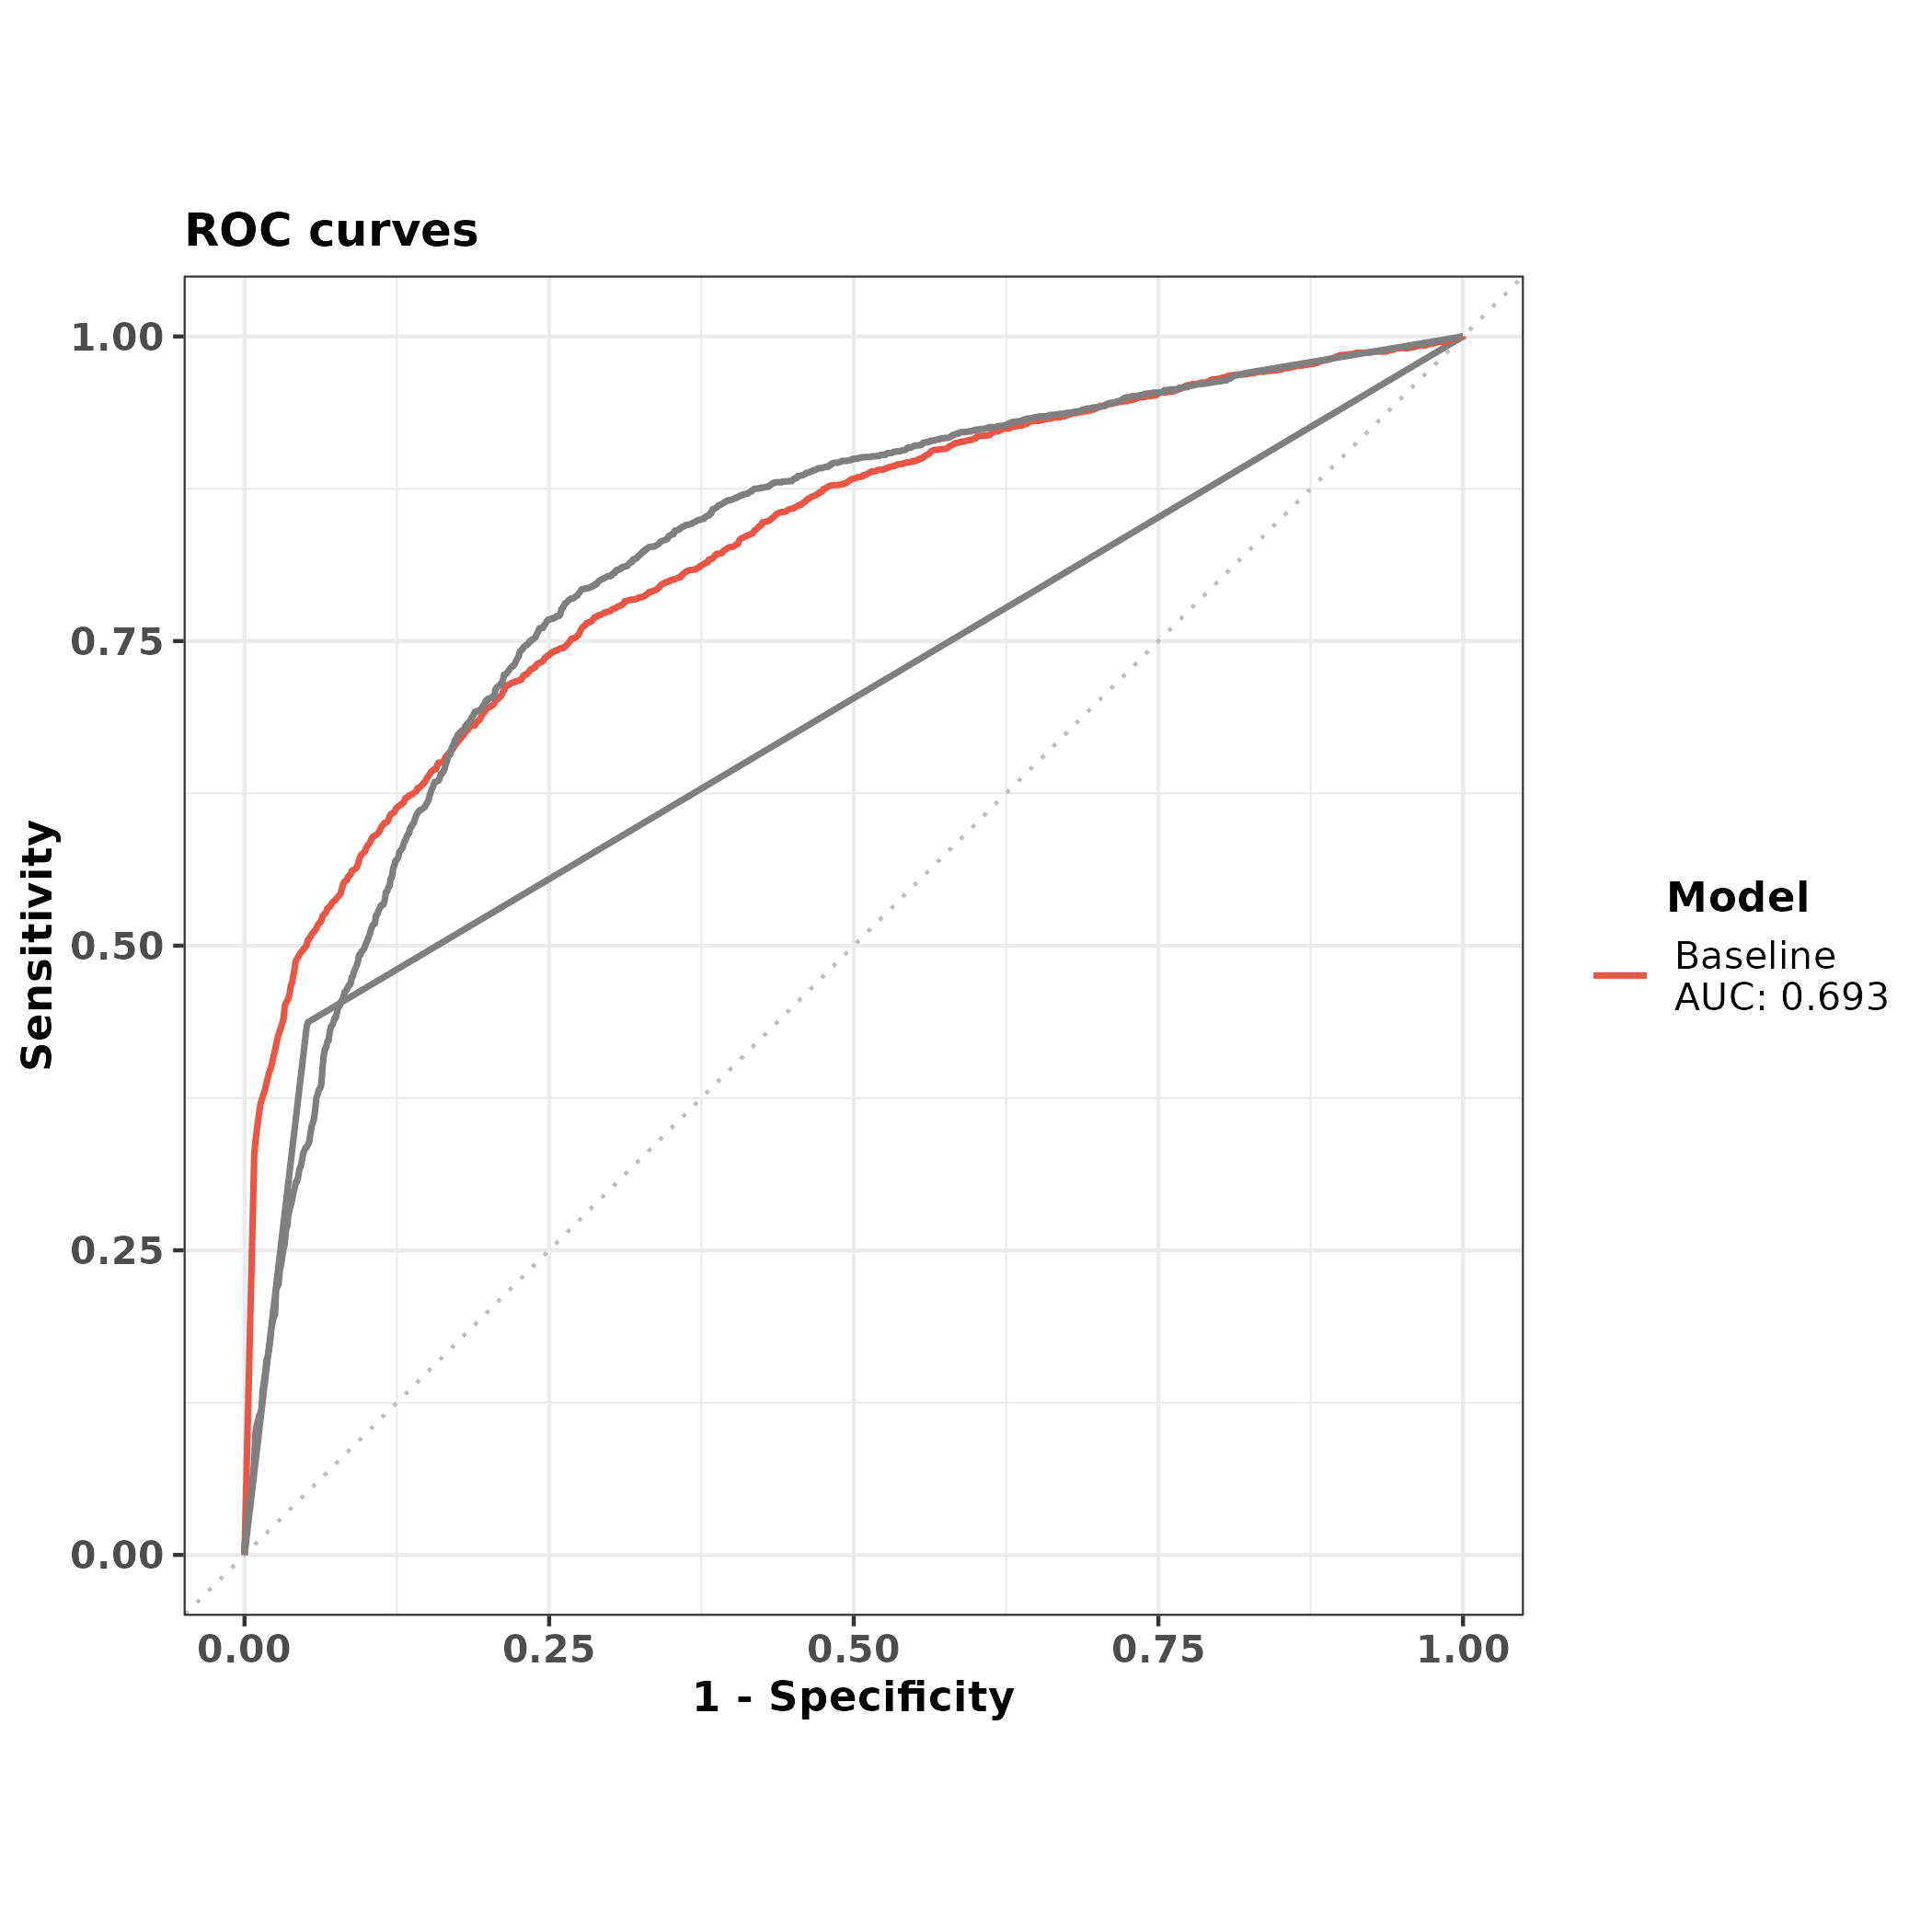 ROC curves
1.00
0.75
0.50
0.25
0.00
Sensitivity
0.00 0.25 0.50 0.75 1.00
1 - Specificity
Model
Baseline
AUC: 0.693